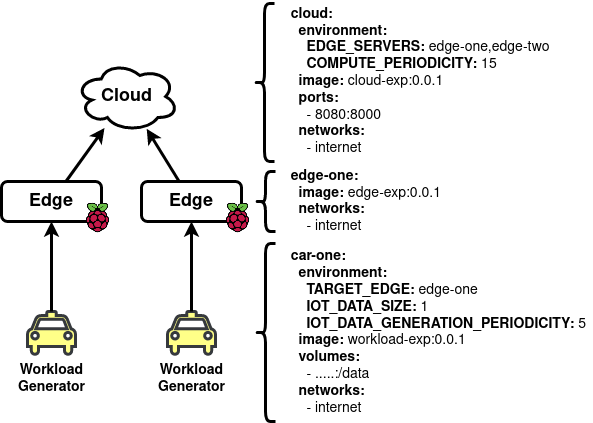 Cloud
Edge
Edge
Workload
Generator
Workload
Generator
cloud:
environment:
EDGE_SERVERS: edge-one,edge-two
COMPUTE_PERIODICITY: 15
image: cloud-exp:0.0.1
ports:
- 8080:8000
networks:
- internet
edge-one:
image: edge-exp:0.0.1
networks:
- internet
car-one:
environment:
TARGET_EDGE: edge-one
IOT_DATA_SIZE: 1
IOT_DATA_GENERATION_PERIODICITY: 5
image: workload-exp:0.0.1
volumes:
- .....:/data
networks:
- internet